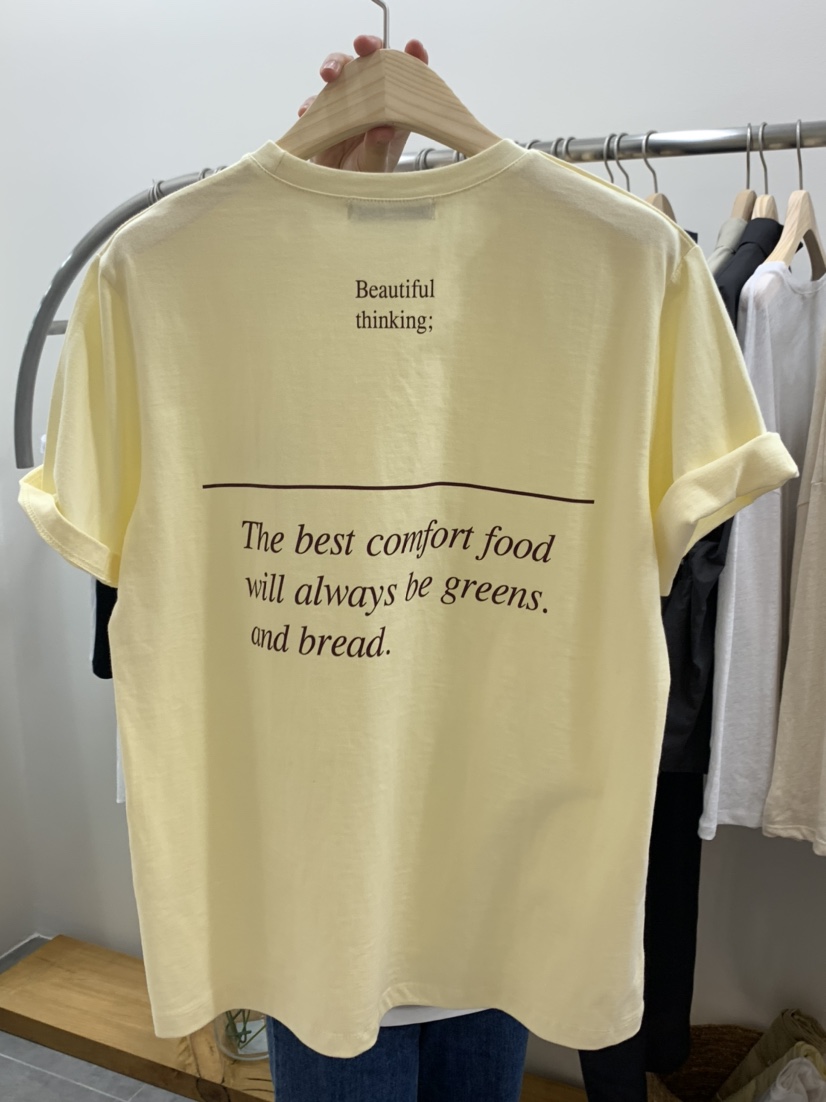 Beautiful
thinking;
The best comfort food
will always be greens.
and bread.